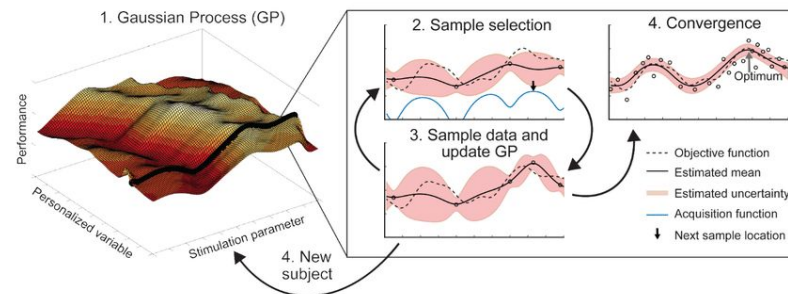 1. Gaussian Process (GP)
Performance
Personalized variable
Stimulation parameter
2. Sample selection
3. Sample data and
update GP
4. New
subject
4. Convergence
Optimum
Objective function
Estimated mean
Estimated uncertainty
Acquisition function
Next sample location